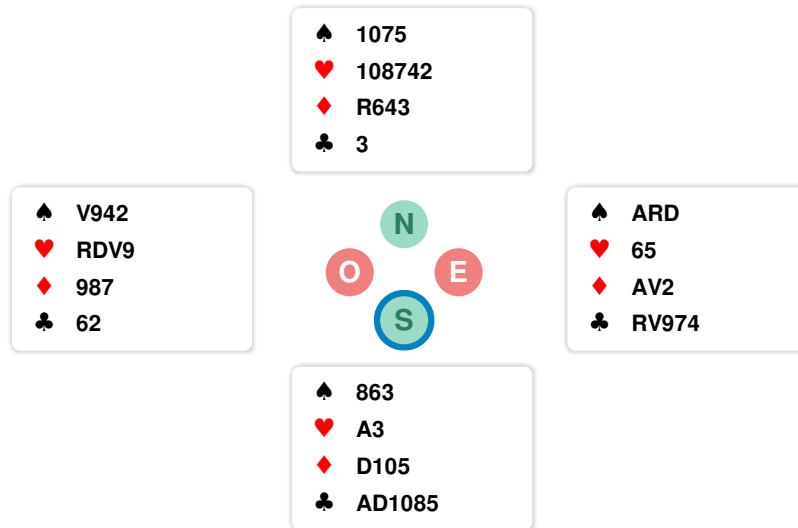 ♠ 1075
♥ 108742
♦ R643
♣ 3
♠ V942
♥ RDV9
♦ 987
♣ 62
N
O
E
S
♠ ARD
♥ 65
♦ AV2
♣ RV974
♠ 863
♥ A3
♦ D105
♣ AD1085